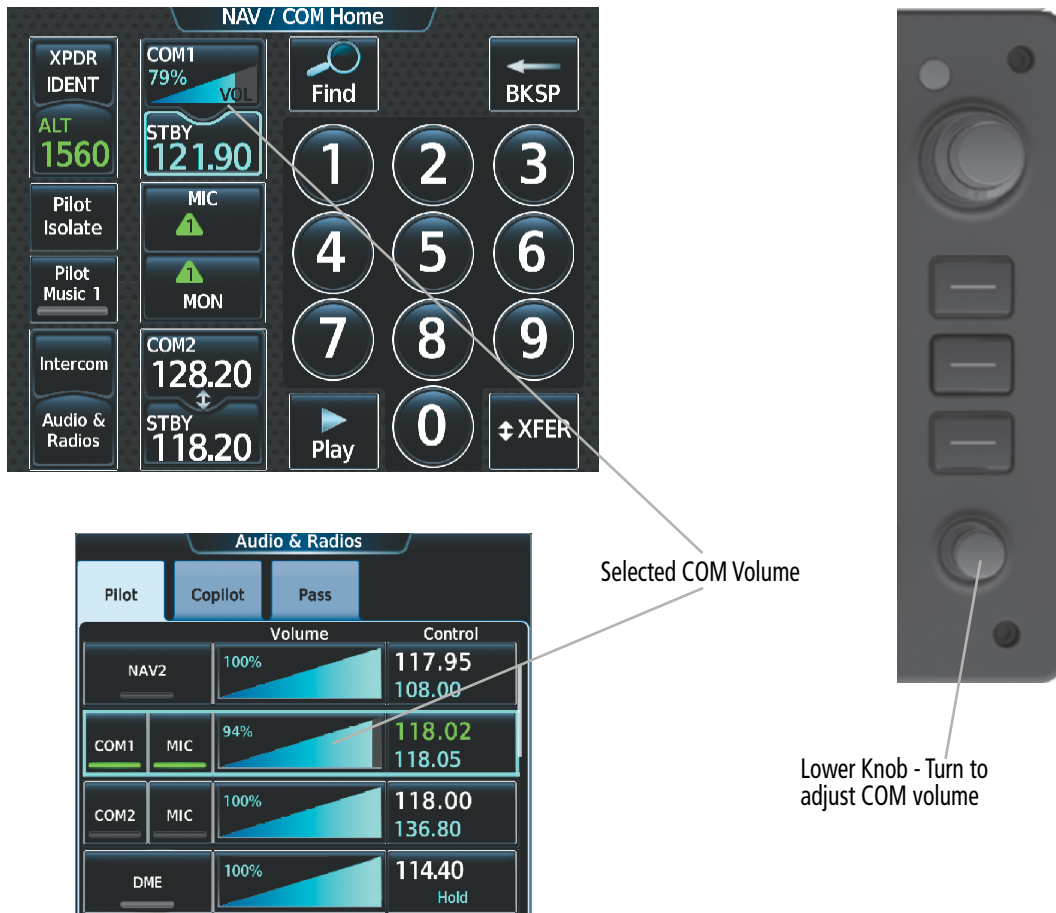 NAV / COM Home
XPDR
IDENT
ALT
1560
COM1
79%
VOL
STBY
121.90
Find
BKSP
Pilot
Isolate
MIC
1
Pilot
Music 1
1
MON
Intercom
COM2
128.20
Audio &
Radios
STBY
118.20
1
2
3
4
5
6
7
8
9
Play
0
XFER
Audio & Radios
Pilot
Copilot
Pass
Volume
Control
NAV2
100%
117.95
108.00
COM1
MIC
94%
118.02
118.05
COM2
MIC
100%
118.00
136.80
DME
100%
114.40
Hold
Selected COM Volume
Lower Knob - Turn to
adjust COM volume